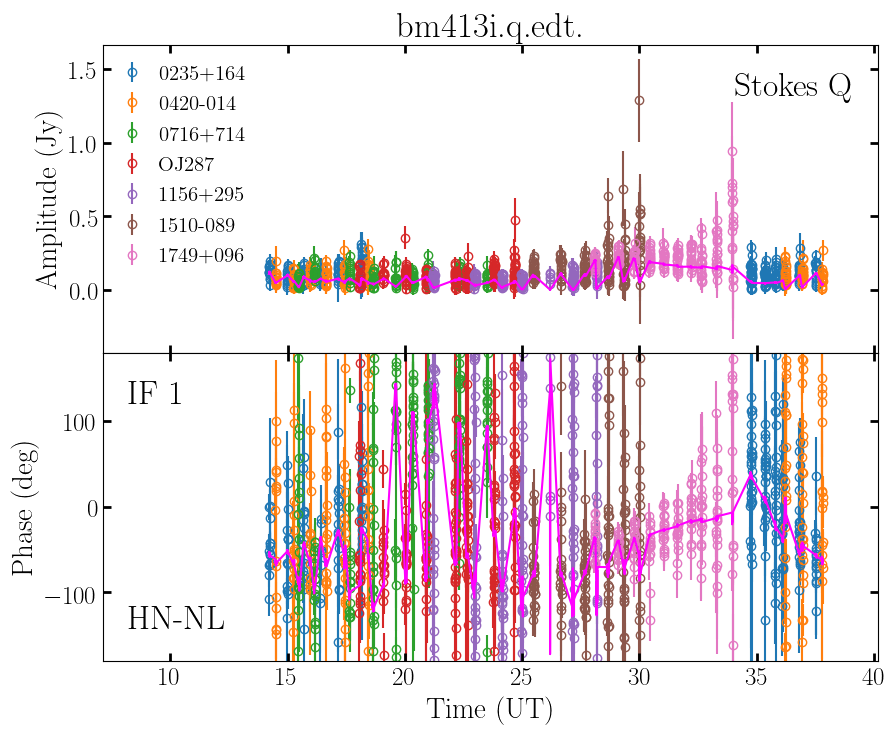 bm413i.q.edt.
Stokes Q
0235+164
0420-014
0716+714
OJ287
1156+295
1510-089
1749+096
Amplitude (Jy)
1.5
1.0
0.5
0.0
IF 1
HN-NL
Phase (deg)
100
0
−100
10 15 20 25 30 35 40
Time (UT)